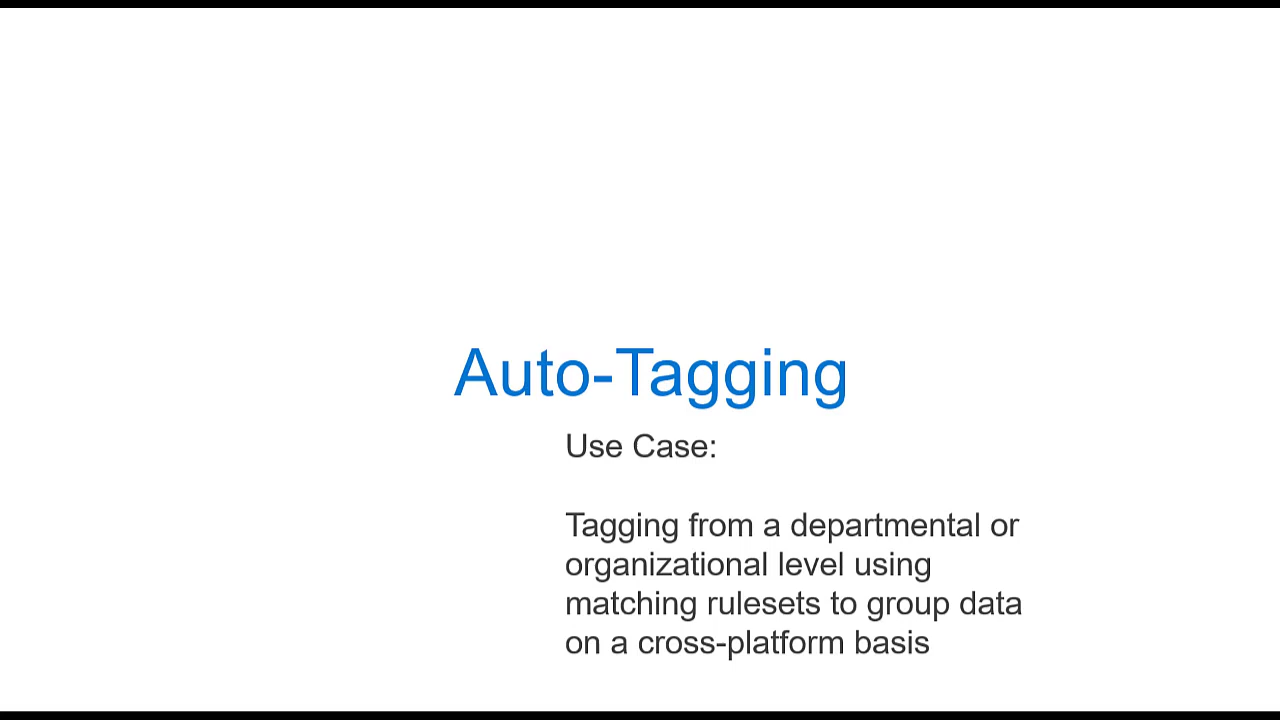 Auto-Tagging
Use Case:
Tagging from a departmental or
organizational level using
matching rulesets to group data
on a cross-platform basis